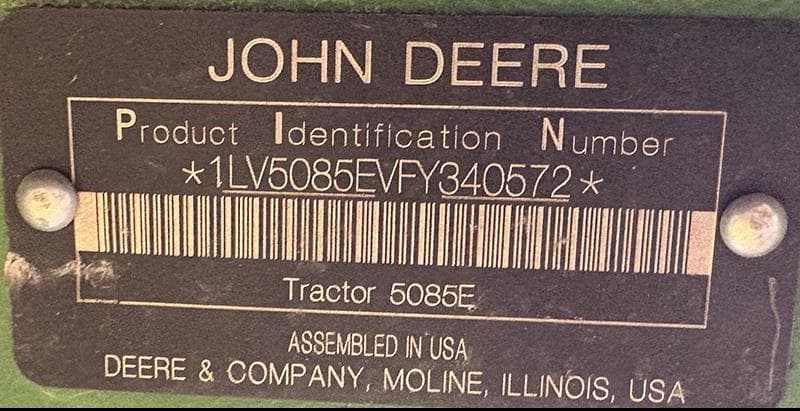 JOHN DEERE
Product Identification Number
*1LV5085EVFY340572*
Tractor 5085E
ASSEMBLED IN USA
DEERE & COMPANY, MOLINE, ILLINOIS, USA